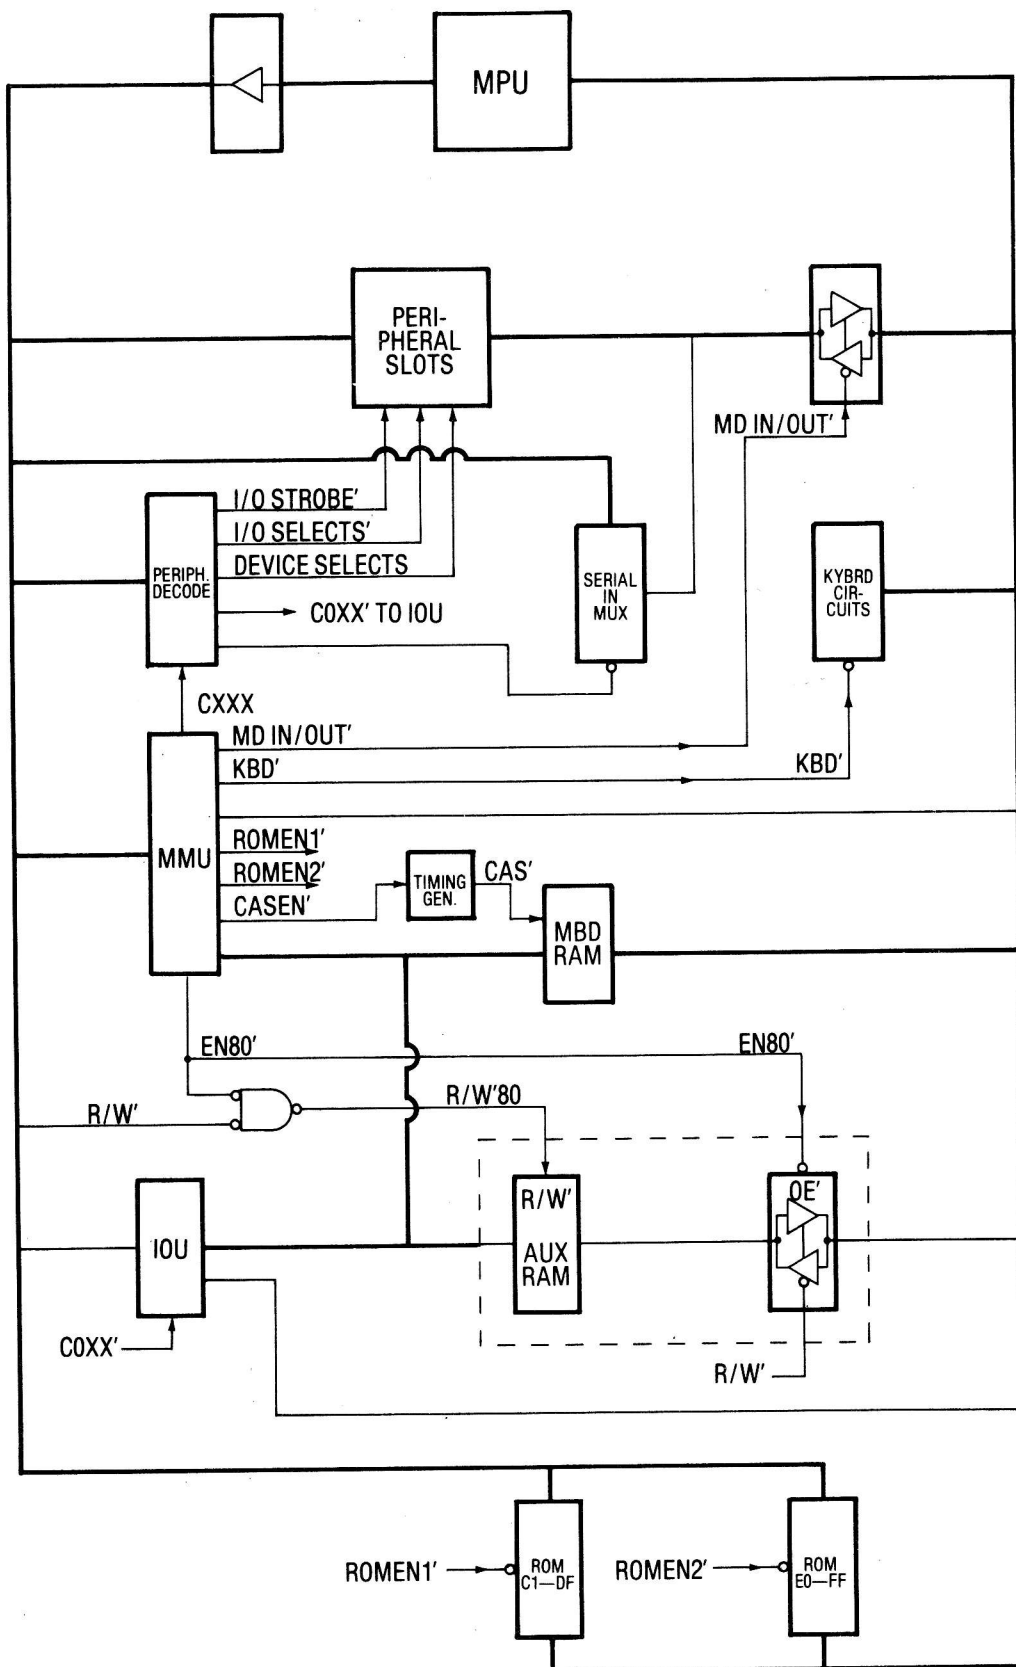 MPU
PERI-
PHERAL
SLOTS
MD IN/OUT'
I/O STROBE'
I/O SELECTS'
DEVICE SELECTS
C0XX' TO IOU
PERIPH.
DECODE
SERIAL
IN
MUX
KYBRD
CIR-
CUITS
CXXX
MD IN/OUT'
KBD'
KBD'
MMU
ROMEN1'
ROMEN2'
CASEN'
TIMING
GEN.
CAS'
MBD
RAM
EN80'
EN80'
R/W'
R/W'80
R/W'
AUX
RAM
OE'
IOU
C0XX'
R/W'
ROMEN1'
ROM
C1—DF
ROMEN2'
ROM
E0—FF